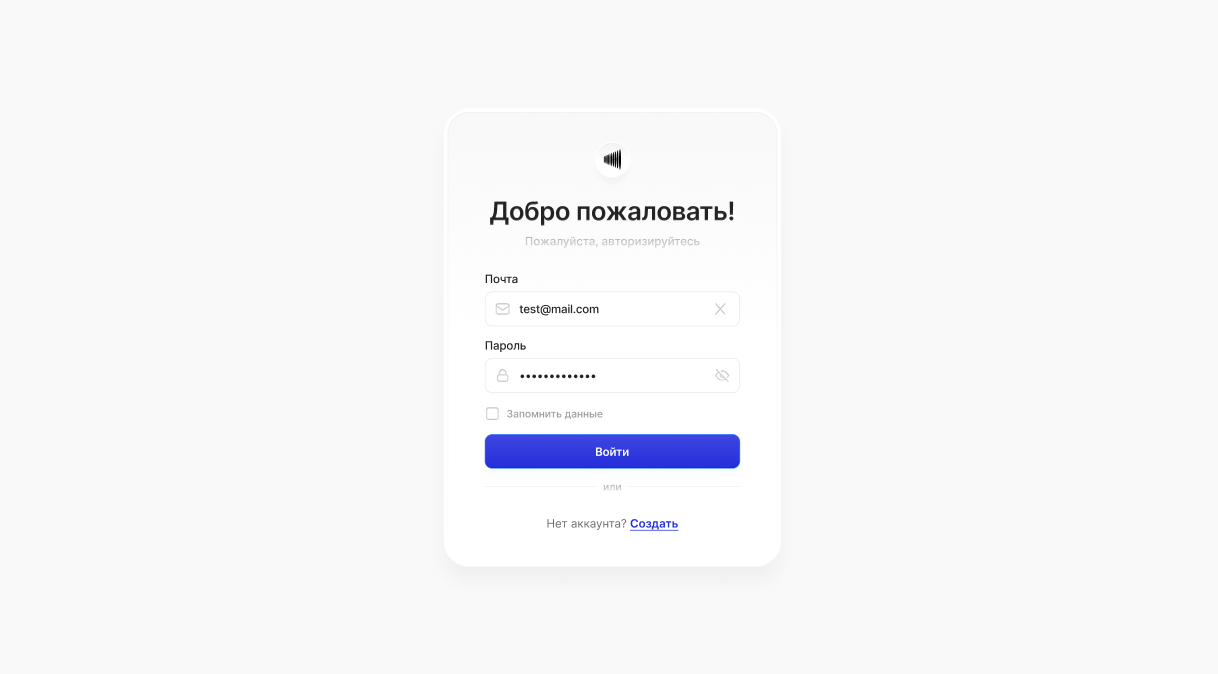 Добро пожаловать!
Пожалуйста, авторизируйтесь
Почта
test@mail.com
Пароль
•••••••••••••
Запомнить данные
Войти
или
Нет аккаунта? Создать